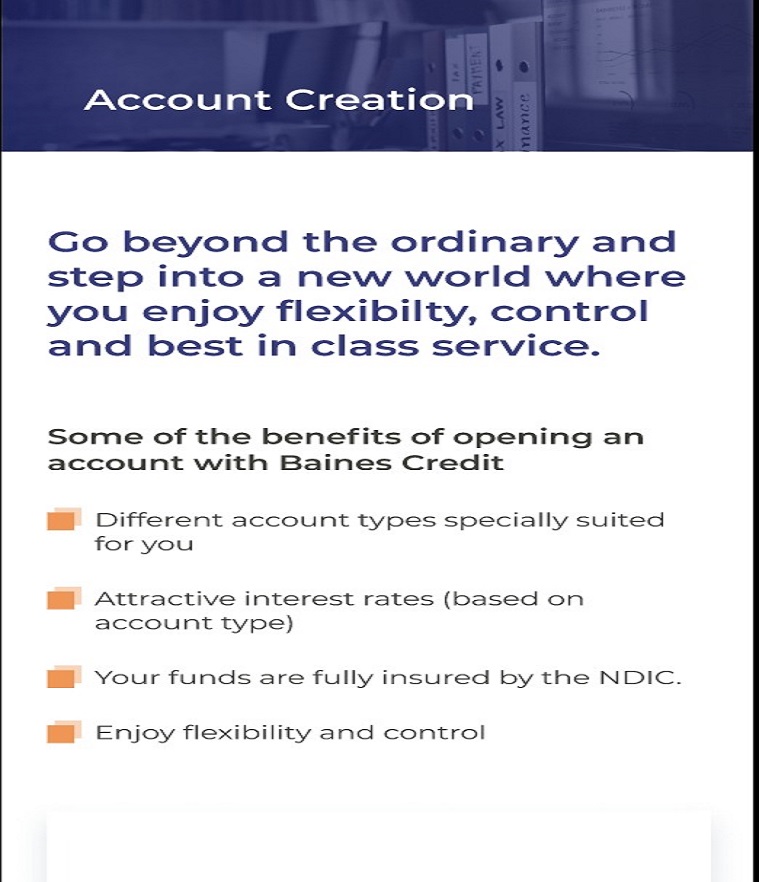 Account Creation
TAX
PAYMENT
LAW
Go beyond the ordinary and
step into a new world where
you enjoy flexibilty, control
and best in class service.
Some of the benefits of opening an
account with Baines Credit
Different account types specially suited
for you
Attractive interest rates (based on
account type)
Your funds are fully insured by the NDIC.
Enjoy flexibility and control